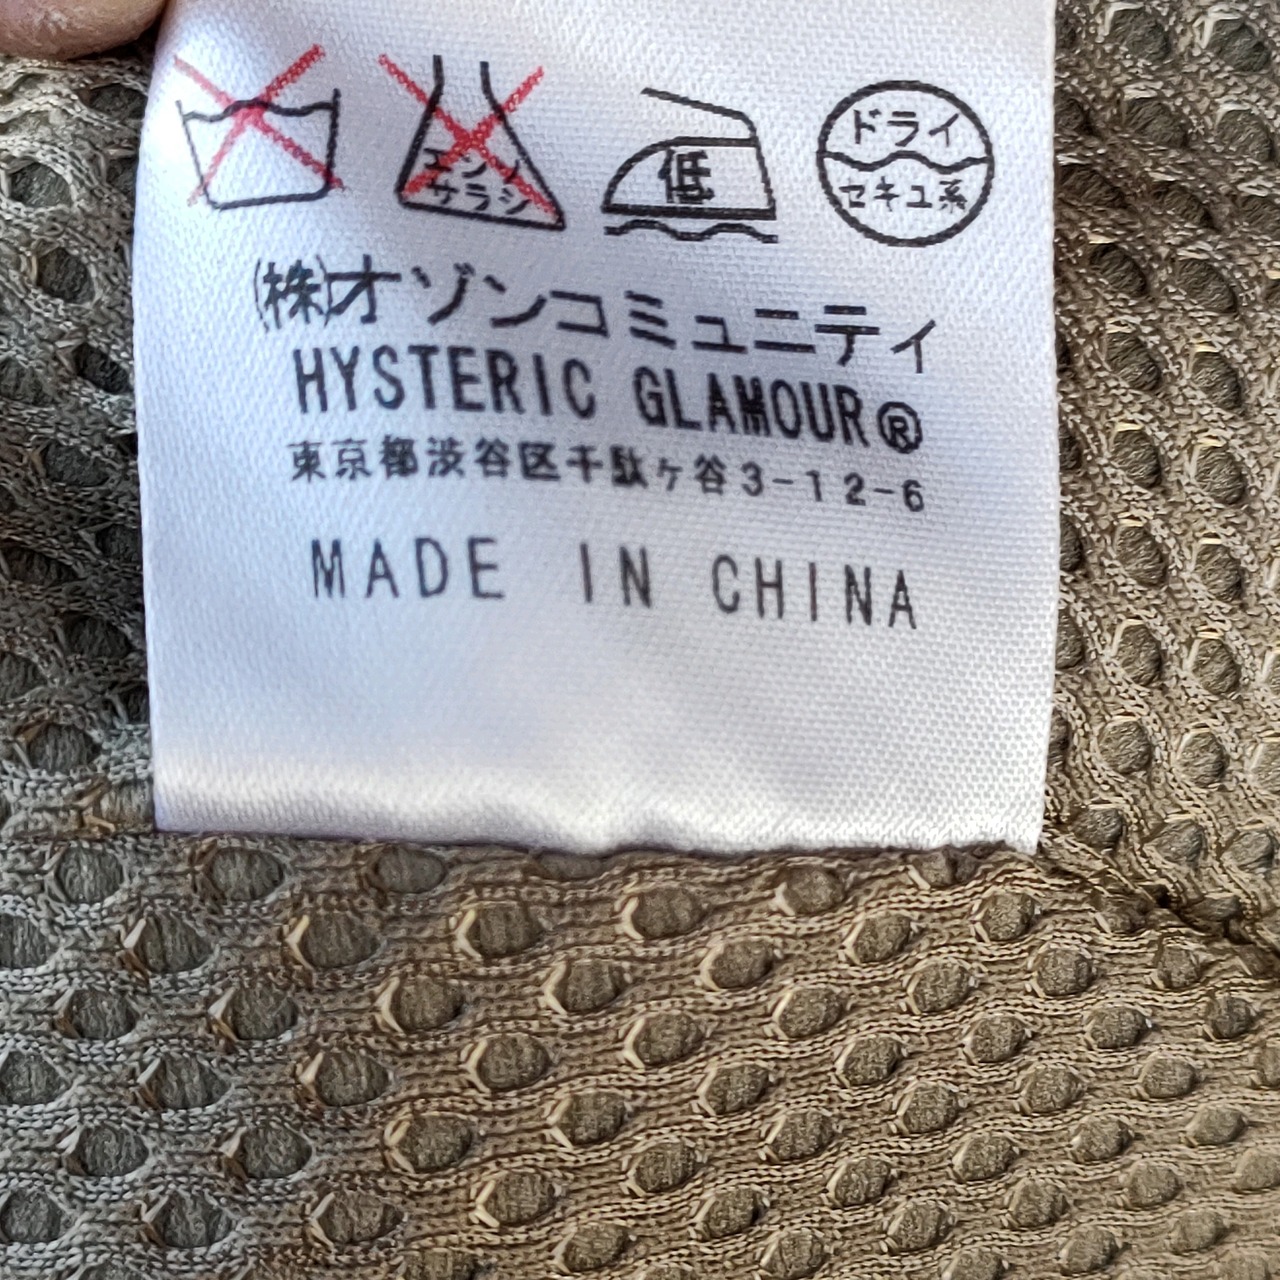 エンソ
サラシ
低
ドライ
セキユ系
(株)オゾンコミュニティ
HYSTERIC GLAMOUR®
東京都渋谷区千駄ケ谷3-12-6
MADE IN CHINA